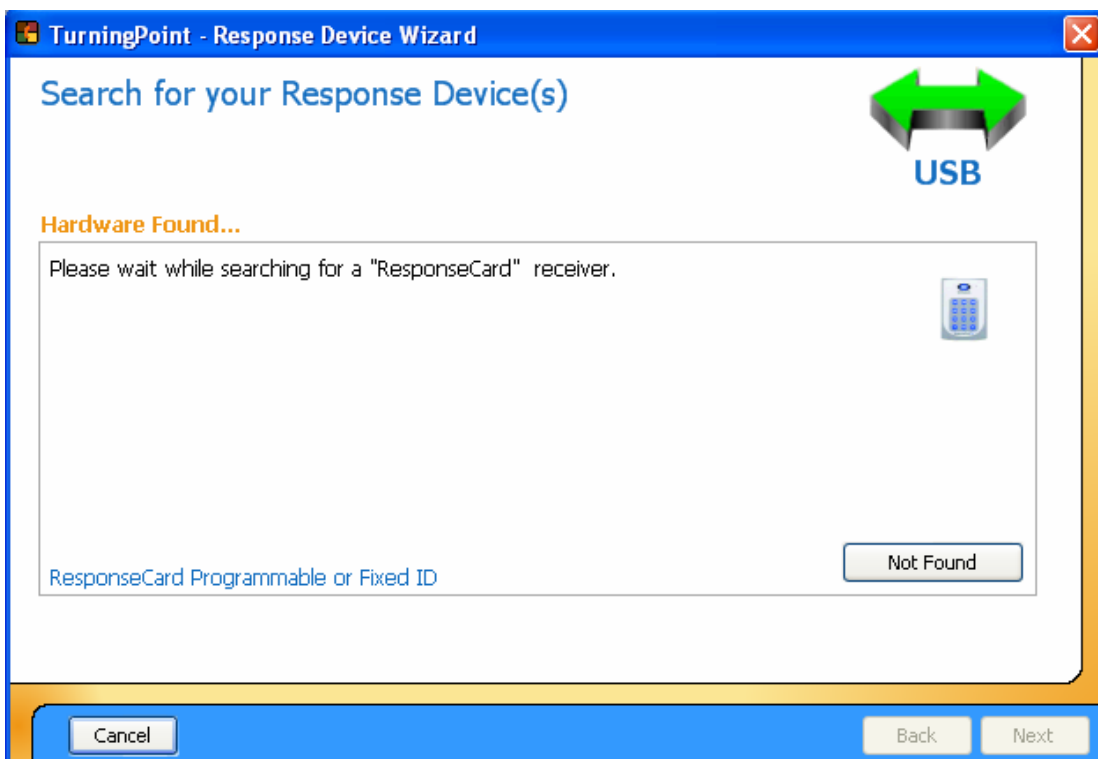 TurningPoint - Response Device Wizard
Search for your Response Device(s)
USB
Hardware Found...
Please wait while searching for a "ResponseCard" receiver.
Not Found
ResponseCard Programmable or Fixed ID
Cancel
Back
Next